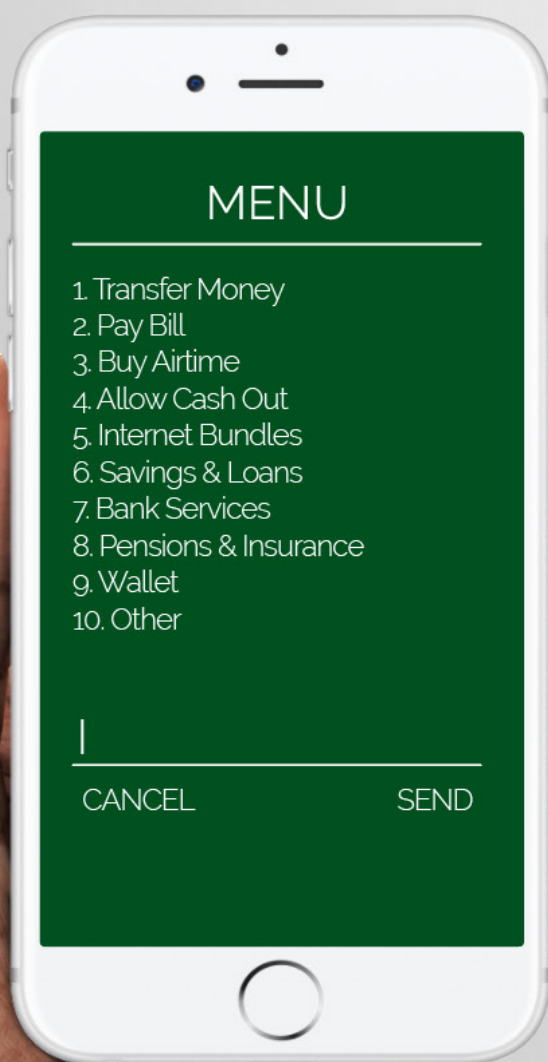 MENU
1. Transfer Money
2. Pay Bill
3. Buy Airtime
4. Allow Cash Out
5. Internet Bundles
6. Savings & Loans
7. Bank Services
8. Pensions & Insurance
9. Wallet
10. Other
CANCEL SEND